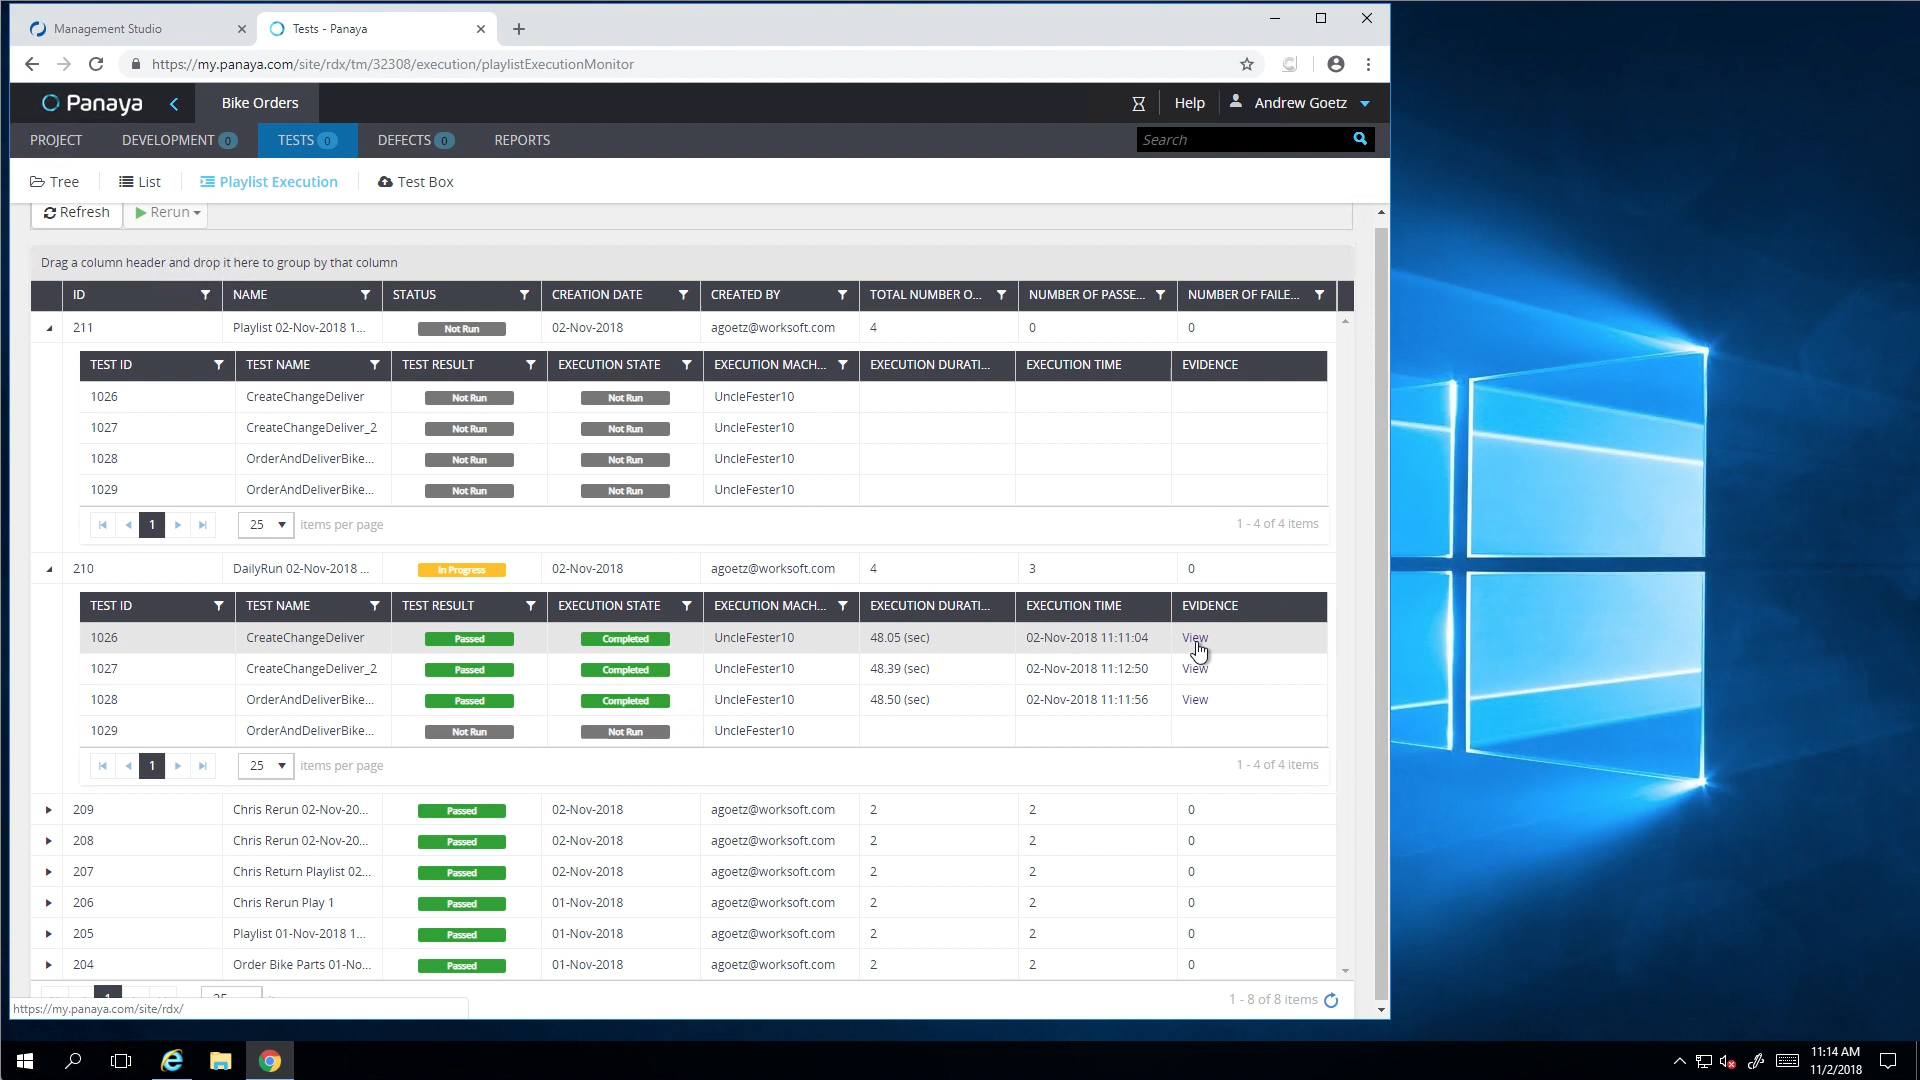 Management Studio
Tests - Panaya
https://my.panaya.com/site/rdx/tm/32308/execution/playlistExecutionMonitor
Panaya
Bike Orders
Help
Andrew Goetz
PROJECT
DEVELOPMENT 0
TESTS 0
DEFECTS 0
REPORTS
Search
Tree
List
Playlist Execution
Test Box
Refresh
Rerun
Drag a column header and drop it here to group by that column
ID NAME STATUS CREATION DATE CREATED BY TOTAL NUMBER O... NUMBER OF PASSE... NUMBER OF FAILE...
211 Playlist 02-Nov-2018 1... Not Run 02-Nov-2018 agoetz@worksoft.com 4 0 0
TEST ID TEST NAME TEST RESULT EXECUTION STATE EXECUTION MACH... EXECUTION DURATI... EXECUTION TIME EVIDENCE
1026 CreateChangeDeliver Not Run Not Run UncleFester10
1027 CreateChangeDeliver_2 Not Run Not Run UncleFester10
1028 OrderAndDeliverBike... Not Run Not Run UncleFester10
1029 OrderAndDeliverBike... Not Run Not Run UncleFester10
1 25 items per page 1 - 4 of 4 items
210 DailyRun 02-Nov-2018 ... In Progress 02-Nov-2018 agoetz@worksoft.com 4 3 0
TEST ID TEST NAME TEST RESULT EXECUTION STATE EXECUTION MACH... EXECUTION DURATI... EXECUTION TIME EVIDENCE
1026 CreateChangeDeliver Passed Completed UncleFester10 48.05 (sec) 02-Nov-2018 11:11:04 View
1027 CreateChangeDeliver_2 Passed Completed UncleFester10 48.39 (sec) 02-Nov-2018 11:12:50 View
1028 OrderAndDeliverBike... Passed Completed UncleFester10 48.50 (sec) 02-Nov-2018 11:11:56 View
1029 OrderAndDeliverBike... Not Run Not Run UncleFester10
1 25 items per page 1 - 4 of 4 items
209 Chris Rerun 02-Nov-20... Passed 02-Nov-2018 agoetz@worksoft.com 2 2 0
208 Chris Rerun 02-Nov-20... Passed 02-Nov-2018 agoetz@worksoft.com 2 2 0
207 Chris Return Playlist 02... Passed 02-Nov-2018 agoetz@worksoft.com 2 2 0
206 Chris Rerun Play 1 Passed 01-Nov-2018 agoetz@worksoft.com 2 2 0
205 Playlist 01-Nov-2018 1... Passed 01-Nov-2018 agoetz@worksoft.com 2 2 0
204 Order Bike Parts 01-No... Passed 01-Nov-2018 agoetz@worksoft.com 2 2 0
1 25 1 - 8 of 8 items
https://my.panaya.com/site/rdx/
11:14 AM
11/2/2018